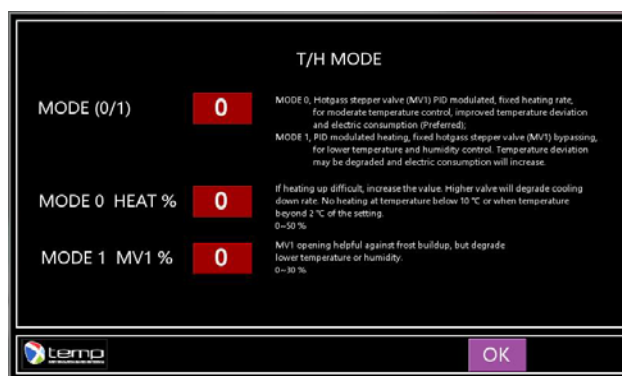 T/H MODE
MODE (0/1)
0
MODE 0, Hotgass stepper valve (MV1) PID modulated, fixed heating rate,
for moderate temperature control, improved temperature deviation
and electric consumption (Preferred);
MODE 1, PID modulated heating, fixed hotgass stepper valve (MV1) bypassing,
for lower temperature and humidity control. Temperature deviation
may be degraded and electric consumption will increase.
MODE 0 HEAT %
0
If heating up difficult, increase the value. Higher valve will degrade cooling
down rate. No heating at temperature below 10 ℃ or when temperature
beyond 2 ℃ of the setting.
0~50 %
MODE 1 MV1 %
0
MV1 opening helpful against frost buildup, but degrade
lower temperature or humidity.
0~30 %
temp
OK